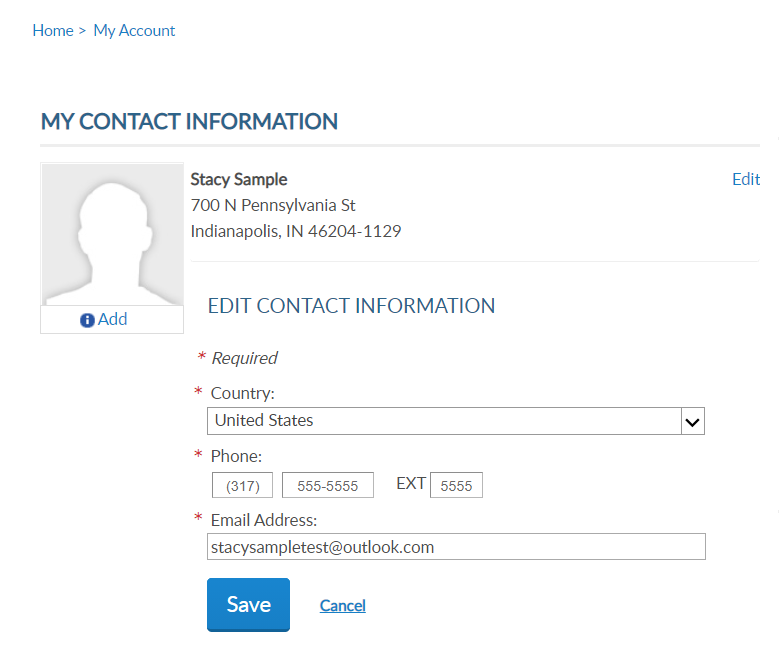 Home > My Account
MY CONTACT INFORMATION
Stacy Sample
Edit
700 N Pennsylvania St
Indianapolis, IN 46204-1129
Add
EDIT CONTACT INFORMATION
* Required
* Country:
United States
* Phone:
(317) 555-5555 EXT 5555
* Email Address:
stacysampletest@outlook.com
Save Cancel